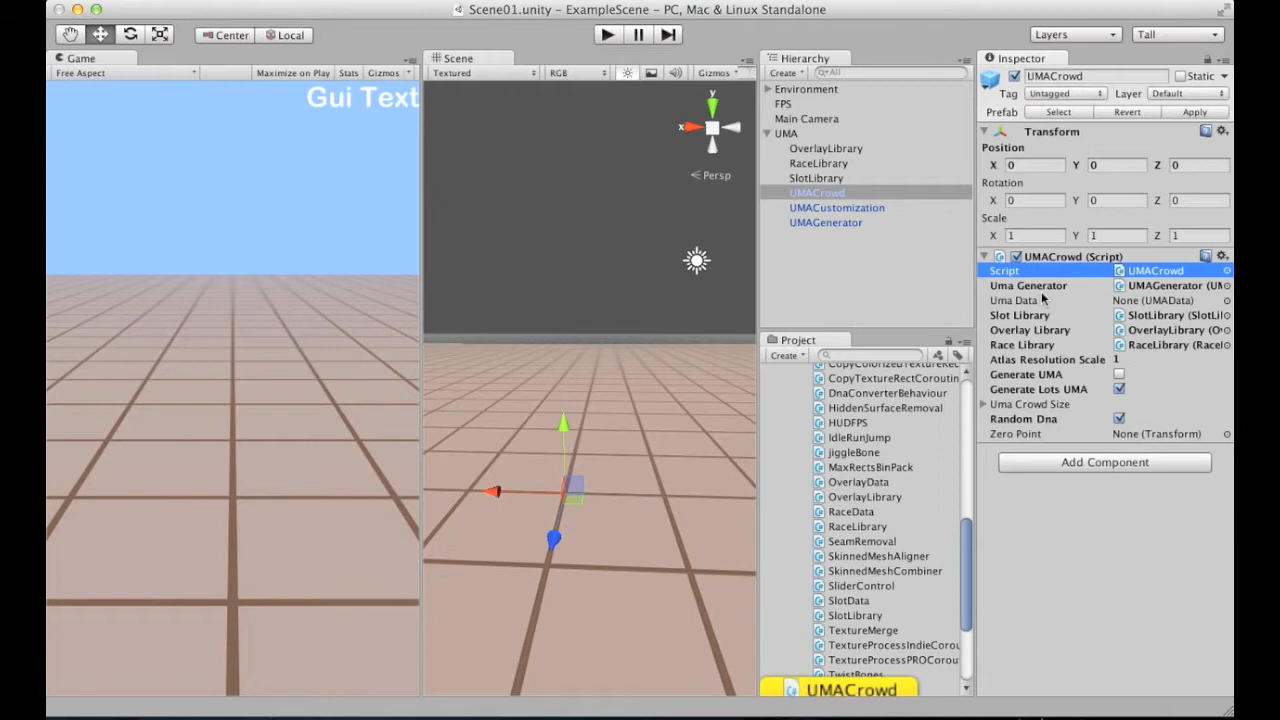 Scene01.unity - ExampleScene - PC, Mac & Linux Standalone
Center Local Layers Tall
Game
Free Aspect Maximize on Play Stats Gizmos
Gui Text
Scene
Textured RGB Gizmos
y
x
Persp
Hierarchy
Create All
Environment
FPS
Main Camera
UMA
OverlayLibrary
RaceLibrary
SlotLibrary
UMACrowd
UMACustomization
UMAGenerator
Project
Create
CopyTextureRectCoroutin
DnaConverterBehaviour
HiddenSurfaceRemoval
HUDFPS
IdleRunJump
jiggleBone
MaxRectsBinPack
OverlayData
OverlayLibrary
RaceData
RaceLibrary
SeamRemoval
SkinnedMeshAligner
SkinnedMeshCombiner
SliderControl
SlotData
SlotLibrary
TextureMerge
TextureProcessIndieCorou
TextureProcessPROCorou
TwistBones
UMACrowd
Inspector
UMACrowd Static
Tag Untagged Layer Default
Prefab Select Revert Apply
Transform
Position
X 0 Y 0 Z 0
Rotation
X 0 Y 0 Z 0
Scale
X 1 Y 1 Z 1
UMACrowd (Script)
Script UMACrowd
Uma Generator UMAGenerator (UM
Uma Data None (UMAData)
Slot Library SlotLibrary (SlotLil
Overlay Library OverlayLibrary (O
Race Library RaceLibrary (Racel
Atlas Resolution Scale 1
Generate UMA
Generate Lots UMA
Uma Crowd Size
Random Dna
Zero Point None (Transform)
Add Component